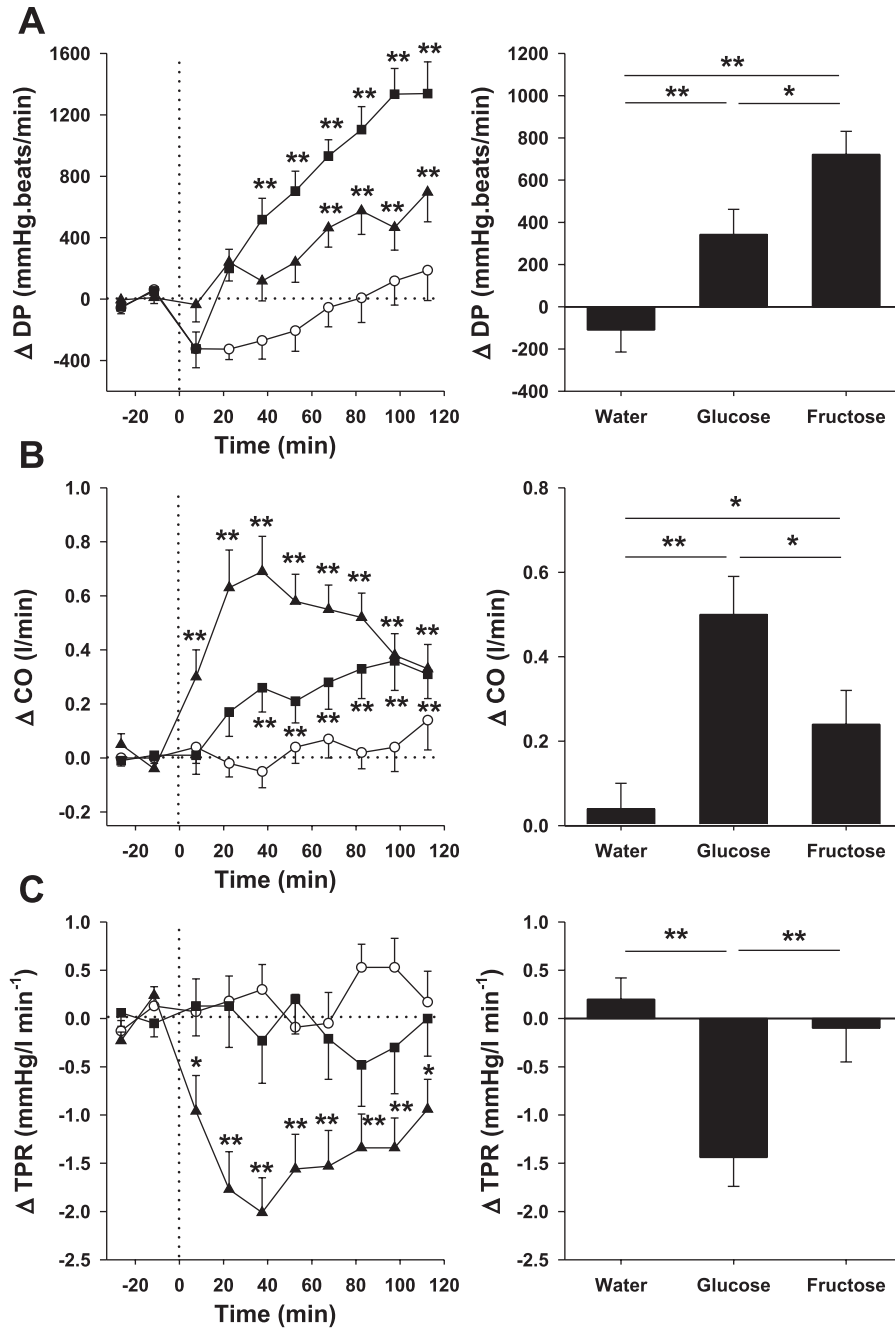 A
Δ DP (mmHg.beats/min)
1600
1200
800
400
0
-400
** ** ** ** ** ** **
** ** ** **
-20 0 20 40 60 80 100 120
Time (min)
Δ DP (mmHg.beats/min)
1200
1000
800
600
400
200
0
-200
-400
**
** *
Water Glucose Fructose
B
Δ CO (l/min)
1.0
0.8
0.6
0.4
0.2
0.0
-0.2
** ** ** ** ** ** ** **
** ** ** ** ** **
-20 0 20 40 60 80 100 120
Time (min)
Δ CO (l/min)
0.8
0.6
0.4
0.2
0.0
*
** *
Water Glucose Fructose
C
Δ TPR (mmHg/l min⁻¹)
1.0
0.5
0.0
-0.5
-1.0
-1.5
-2.0
-2.5
* ** ** ** ** ** ** *
-20 0 20 40 60 80 100 120
Time (min)
Δ TPR (mmHg/l min⁻¹)
1.0
0.5
0.0
-0.5
-1.0
-1.5
-2.0
-2.5
** **
Water Glucose Fructose